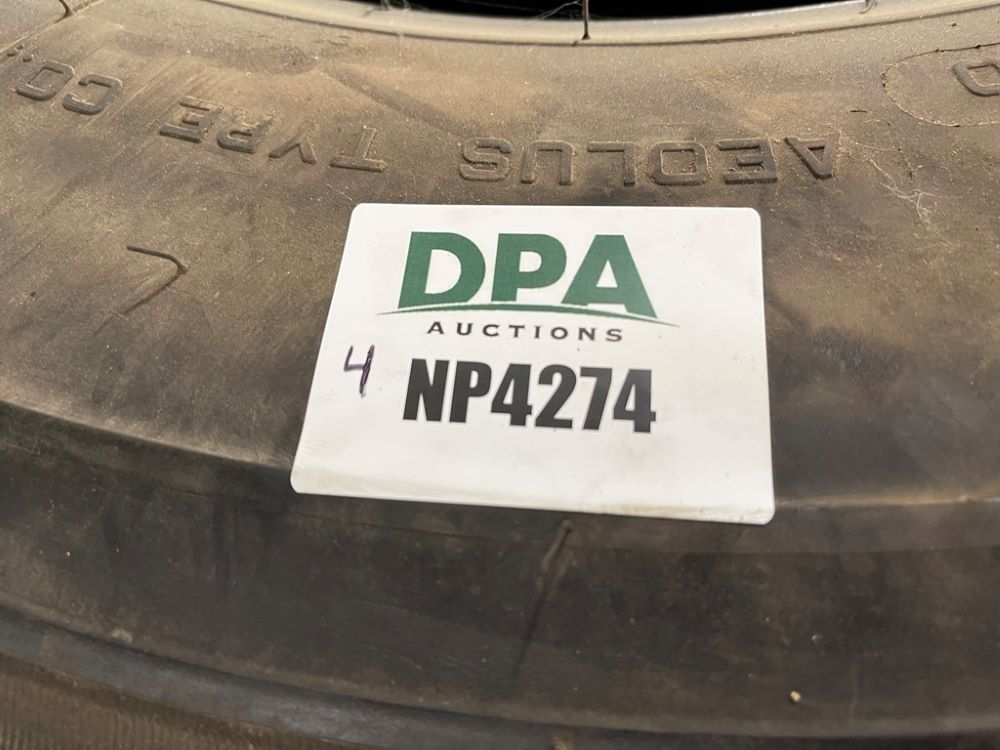 AEOLUS TYRE CO.,
DPA
AUCTIONS
4 NP4274